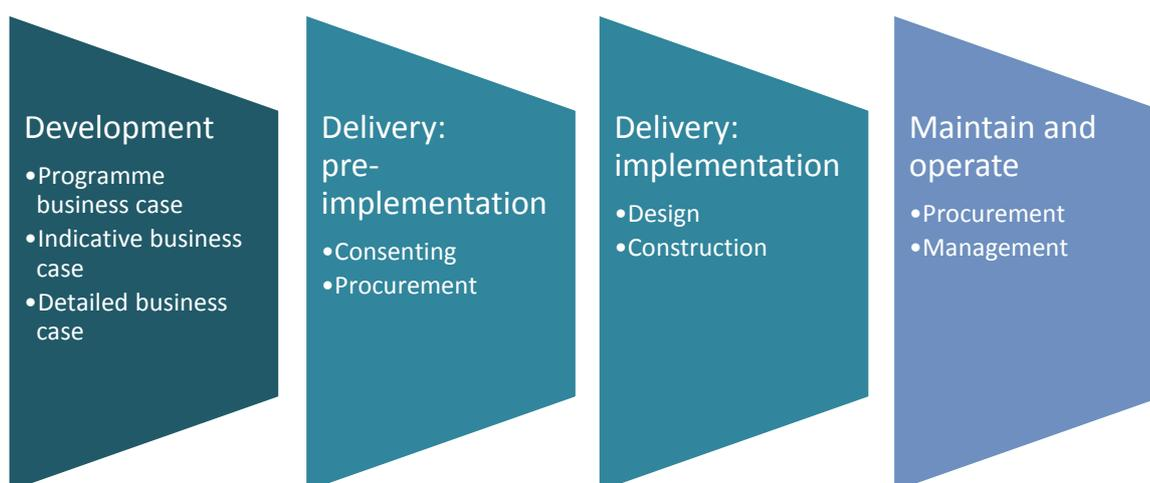 Development
•Programme
business case
•Indicative business
case
•Detailed business
case
Delivery:
pre-
implementation
•Consenting
•Procurement
Delivery:
implementation
•Design
•Construction
Maintain and
operate
•Procurement
•Management